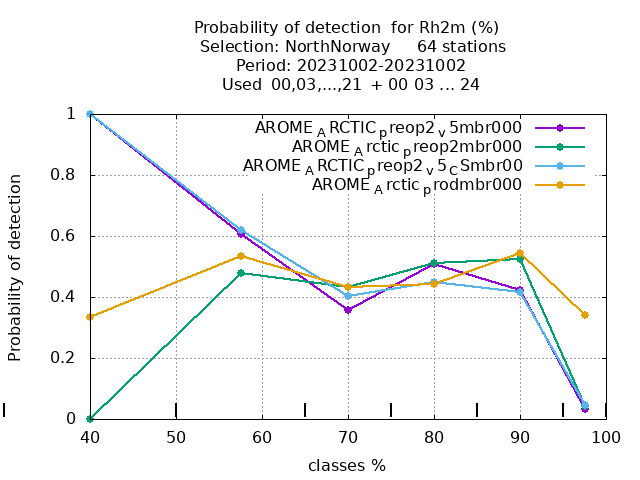 Probability of detection for Rh2m (%)
Selection: NorthNorway 64 stations
Period: 20231002-20231002
Used 00,03,...,21 + 00 03 ... 24
AROME_ARCTIC_preop2_v5mbr000
AROME_Arctic_preop2mbr000
AROME_ARCTIC_preop2_v5_CSmbr00
AROME_Arctic_prodmbr000
Probability of detection
1
0.8
0.6
0.4
0.2
0
40 50 60 70 80 90 100
classes %